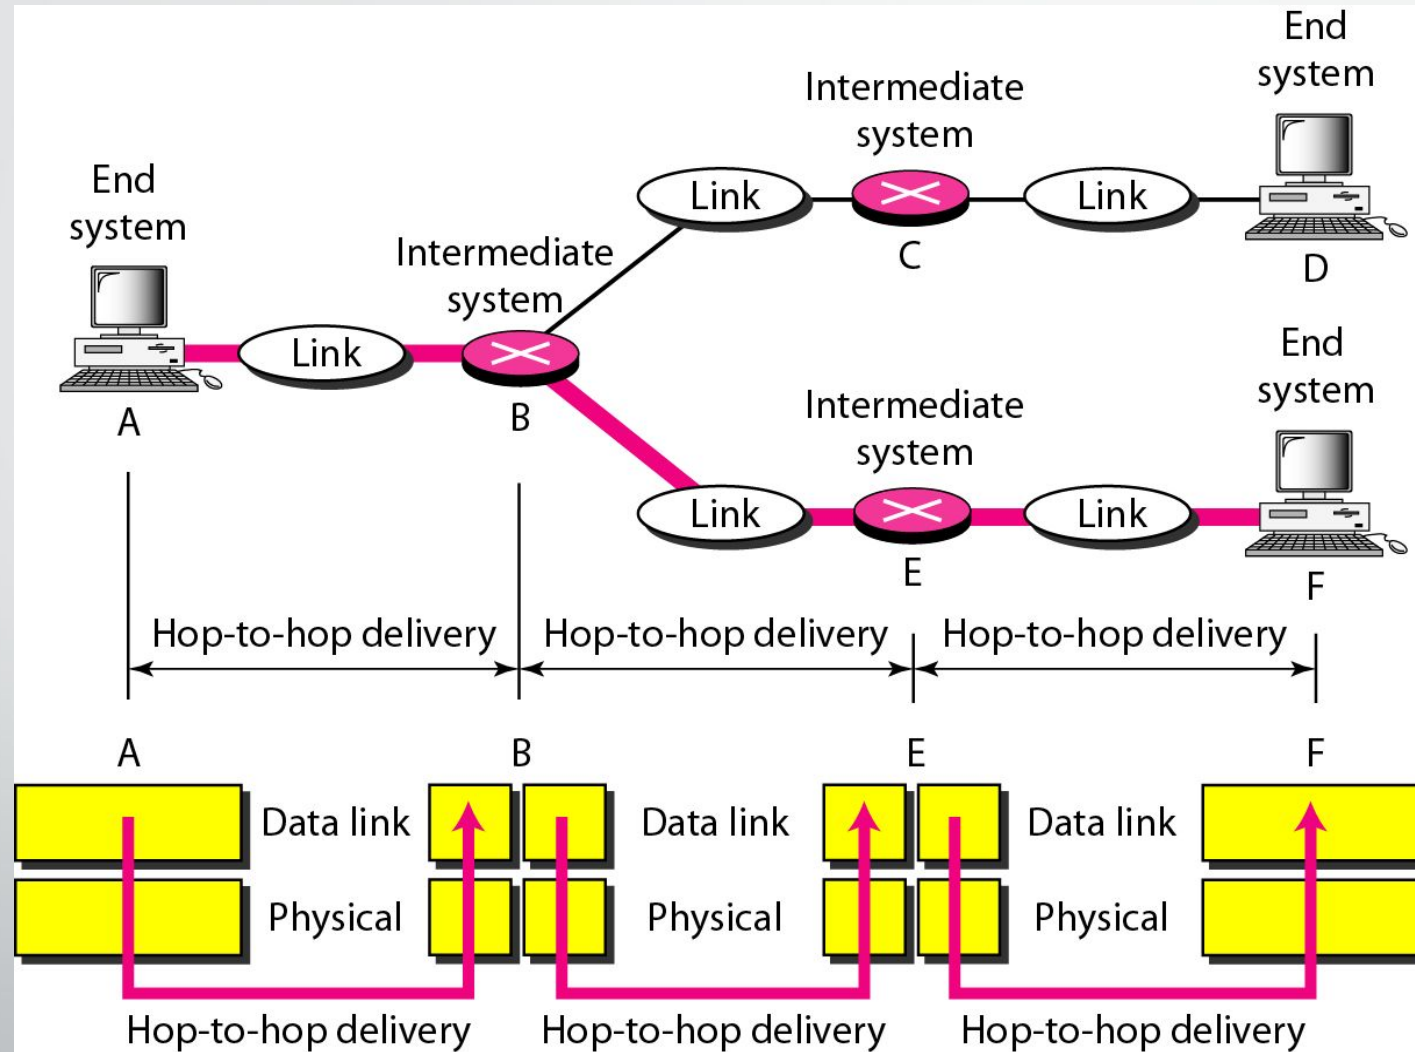 End
system
Intermediate
system
End
system
Link
Link
C
D
Intermediate
system
Link
A
B
End
system
Intermediate
system
Link
Link
E
F
Hop-to-hop delivery
Hop-to-hop delivery
Hop-to-hop delivery
A
B
E
F
Data link
Data link
Data link
Physical
Physical
Physical
Hop-to-hop delivery
Hop-to-hop delivery
Hop-to-hop delivery